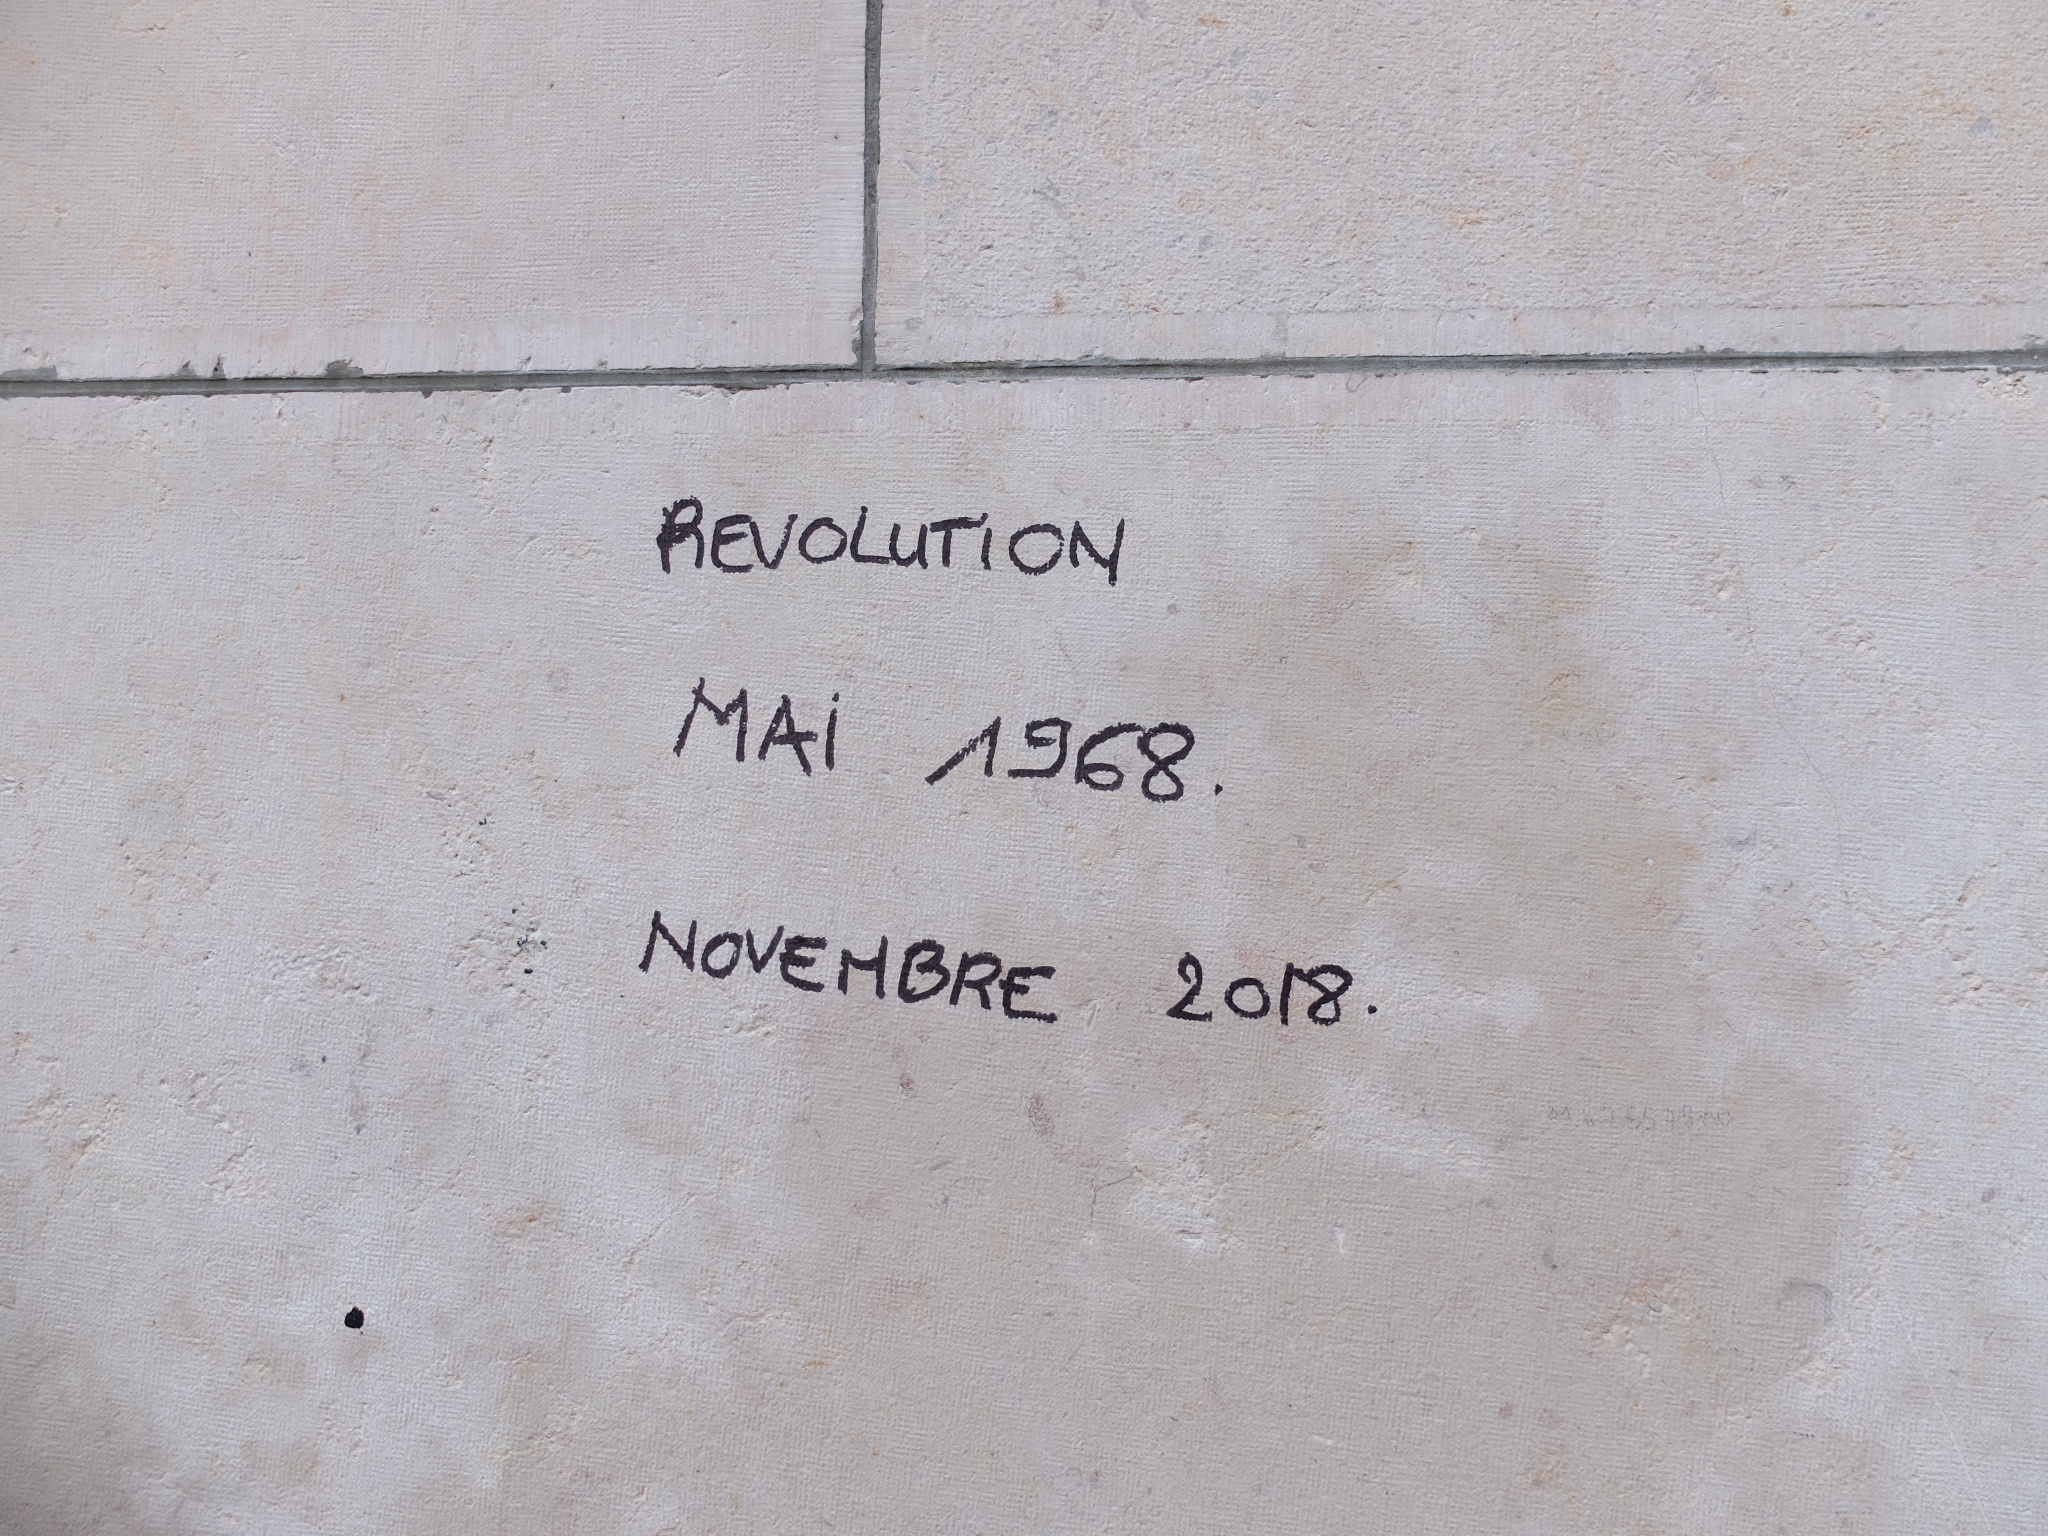 REVOLUTION
MAI 1968.
NOVEMBRE 2018.